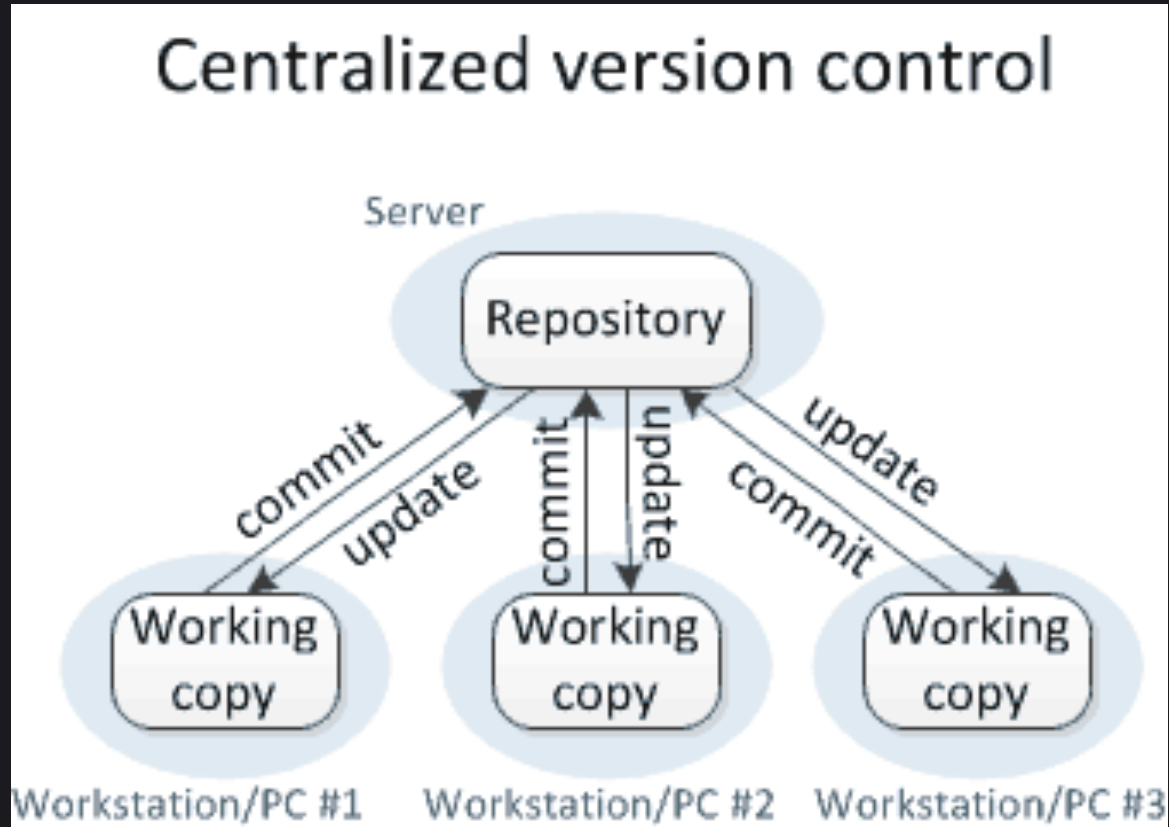 Centralized version control
Server
Repository
commit
update
commit
update
update
commit
Working
copy
Working
copy
Working
copy
Workstation/PC #1
Workstation/PC #2
Workstation/PC #3